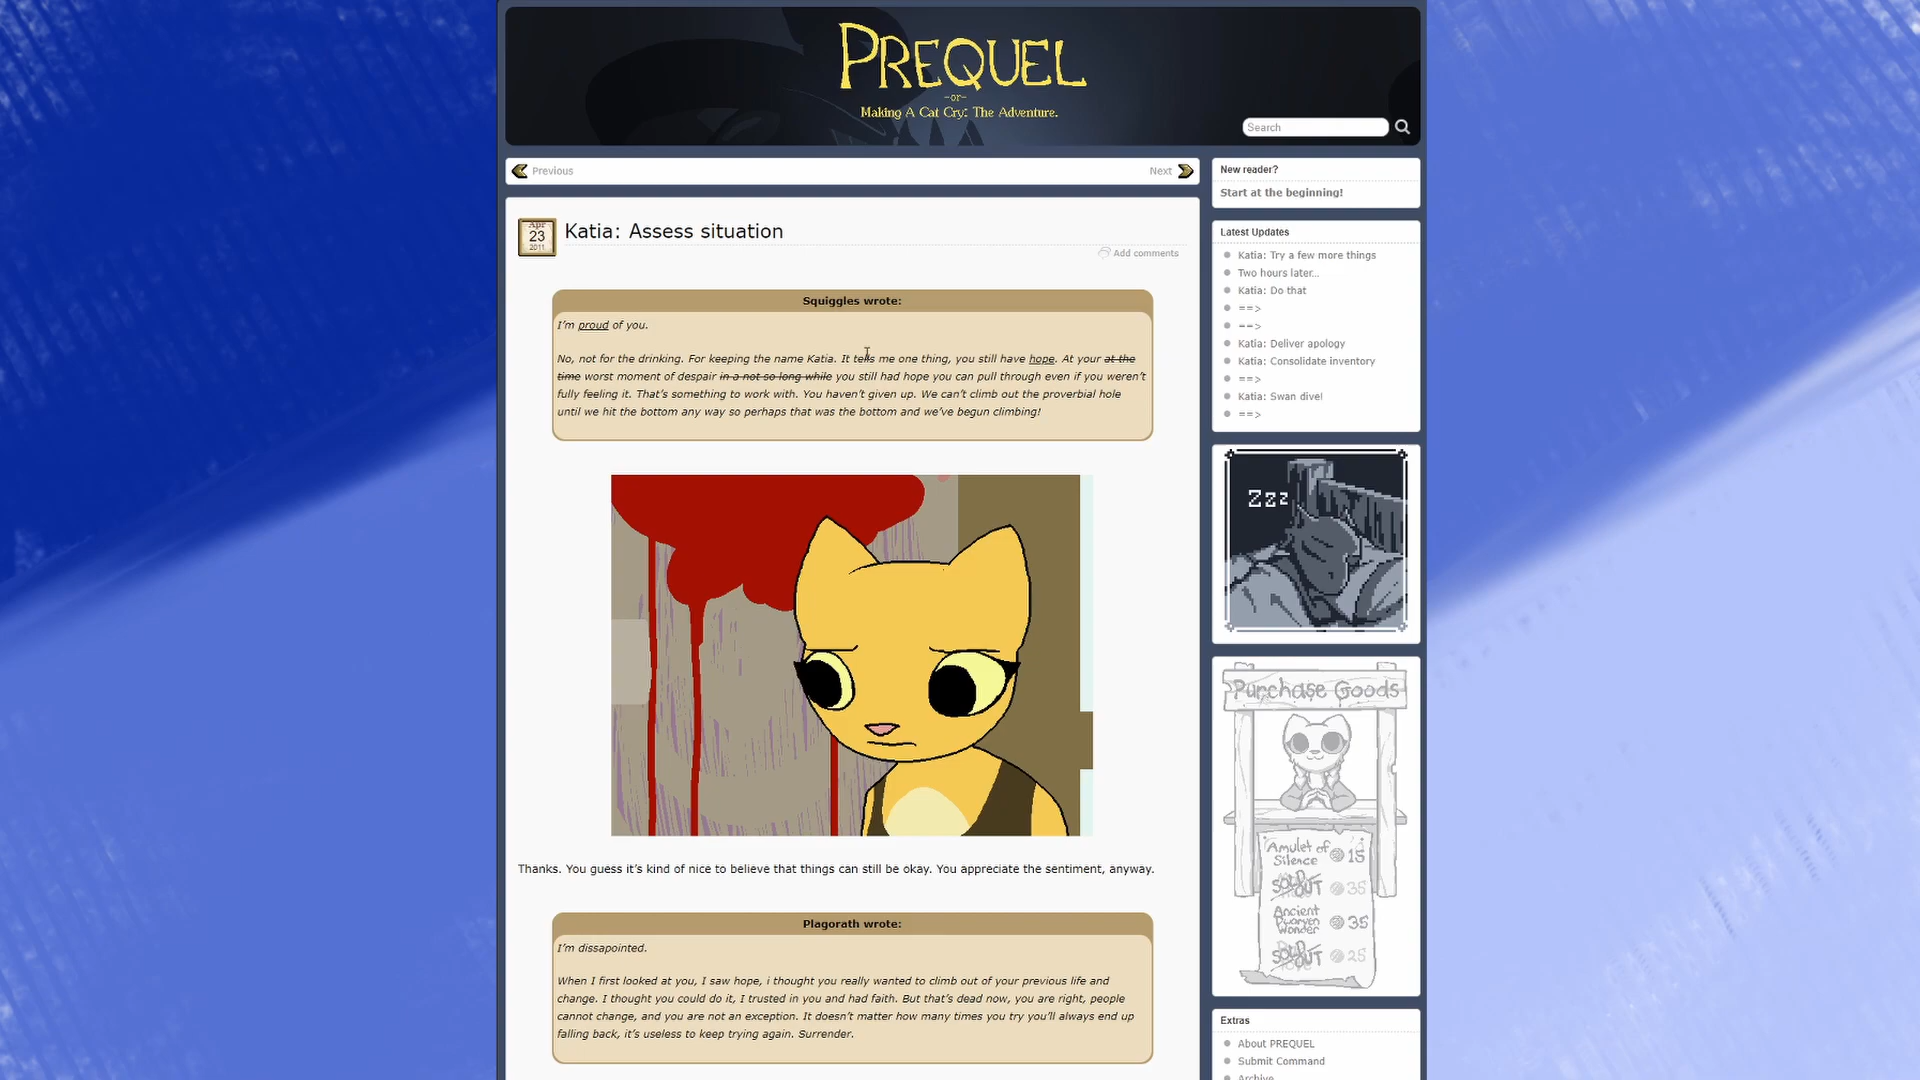 PREQUEL
-or-
Making A Cat Cry: The Adventure.
Search
Previous
Next
Apr
23
2011
Katia: Assess situation
Add comments
Squiggles wrote:
I’m proud of you.
No, not for the drinking. For keeping the name Katia. It tells me one thing, you still have hope. At your at the
time worst moment of despair in a not so long while you still had hope you can pull through even if you weren’t
fully feeling it. That’s something to work with. You haven’t given up. We can’t climb out the proverbial hole
until we hit the bottom any way so perhaps that was the bottom and we’ve begun climbing!
Thanks. You guess it’s kind of nice to believe that things can still be okay. You appreciate the sentiment, anyway.
Plagorath wrote:
I’m dissapointed.
When I first looked at you, I saw hope, i thought you really wanted to climb out of your previous life and
change. I thought you could do it, I trusted in you and had faith. But that’s dead now, you are right, people
cannot change, and you are not an exception. It doesn’t matter how many times you try you’ll always end up
falling back, it’s useless to keep trying again. Surrender.
New reader?
Start at the beginning!
Latest Updates
Katia: Try a few more things
Two hours later...
Katia: Do that
==>
==>
Katia: Deliver apology
Katia: Consolidate inventory
==>
Katia: Swan dive!
==>
Zzz
Purchase Goods
Amulet of
Silence 15
SOLD OUT 35
Ancient
Dwarven
Wonder 35
SOLD OUT 25
Extras
About PREQUEL
Submit Command
Archive